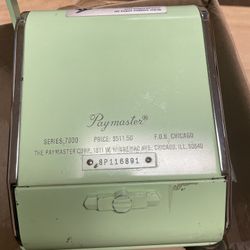 Paymaster®
SERIES 7000 PRICE: $511.50 F.O.B. CHICAGO
THE PAYMASTER CORP., 1811 W. WINNEMAC AVE., CHICAGO, ILL. 60640
8P116891